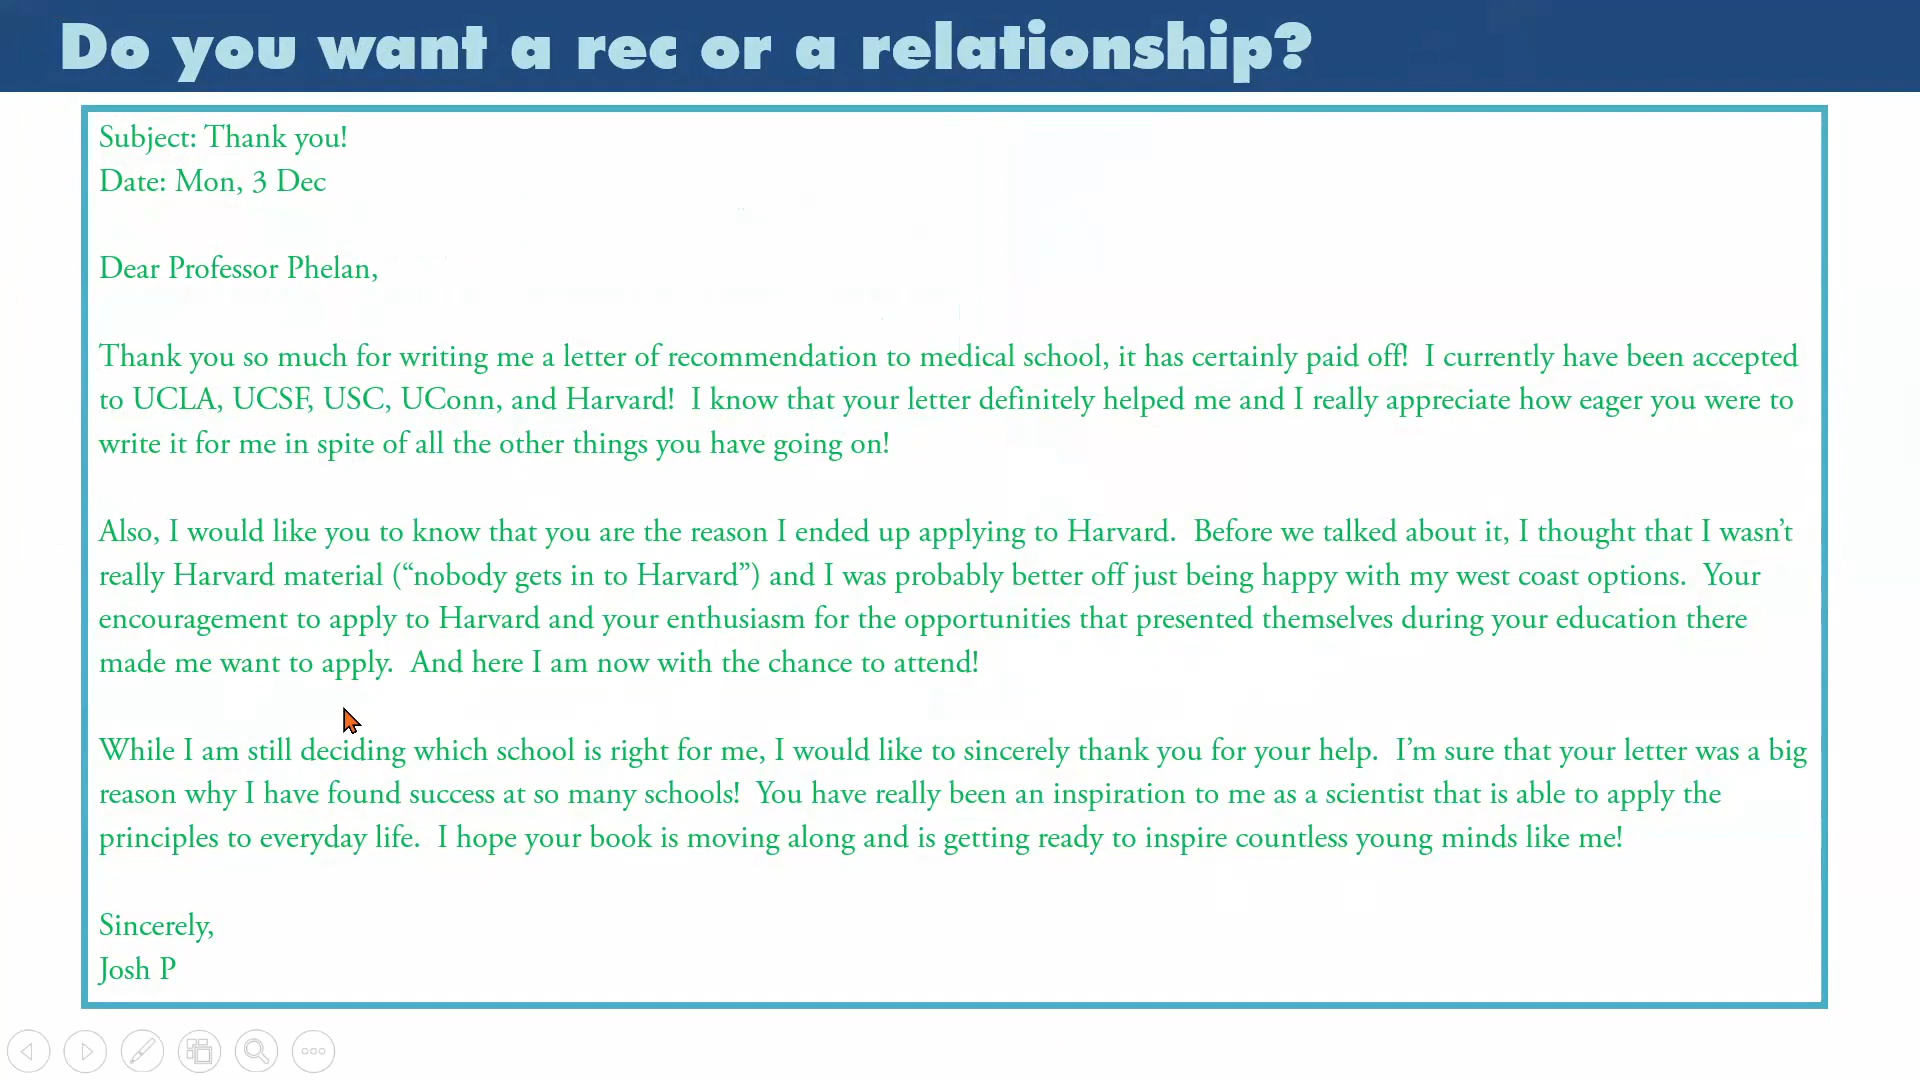 Do you want a rec or a relationship?
Subject: Thank you!
Date: Mon, 3 Dec
Dear Professor Phelan,
Thank you so much for writing me a letter of recommendation to medical school, it has certainly paid off!  I currently have been accepted
to UCLA, UCSF, USC, UConn, and Harvard!  I know that your letter definitely helped me and I really appreciate how eager you were to
write it for me in spite of all the other things you have going on!
Also, I would like you to know that you are the reason I ended up applying to Harvard.  Before we talked about it, I thought that I wasn’t
really Harvard material (“nobody gets in to Harvard”) and I was probably better off just being happy with my west coast options.  Your
encouragement to apply to Harvard and your enthusiasm for the opportunities that presented themselves during your education there
made me want to apply.  And here I am now with the chance to attend!
While I am still deciding which school is right for me, I would like to sincerely thank you for your help.  I’m sure that your letter was a big
reason why I have found success at so many schools!  You have really been an inspiration to me as a scientist that is able to apply the
principles to everyday life.  I hope your book is moving along and is getting ready to inspire countless young minds like me!
Sincerely,
Josh P